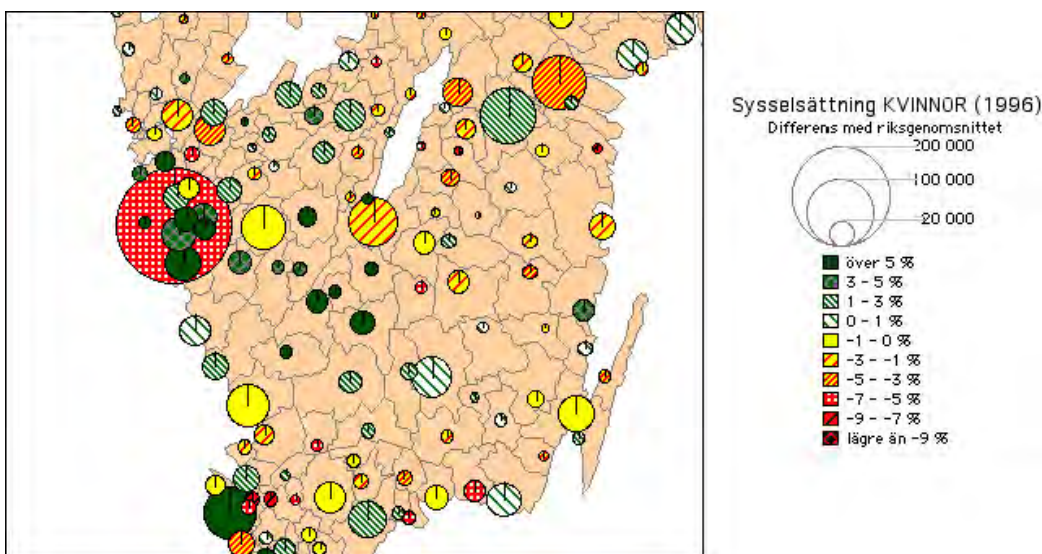 Sysselsättning KVINNOR (1996)
Differens med riksgenomsnittet
200 000
100 000
20 000
över 5 %
3 - 5 %
1 - 3 %
0 - 1 %
-1 - 0 %
-3 - -1 %
-5 - -3 %
-7 - -5 %
-9 - -7 %
lägre än -9 %